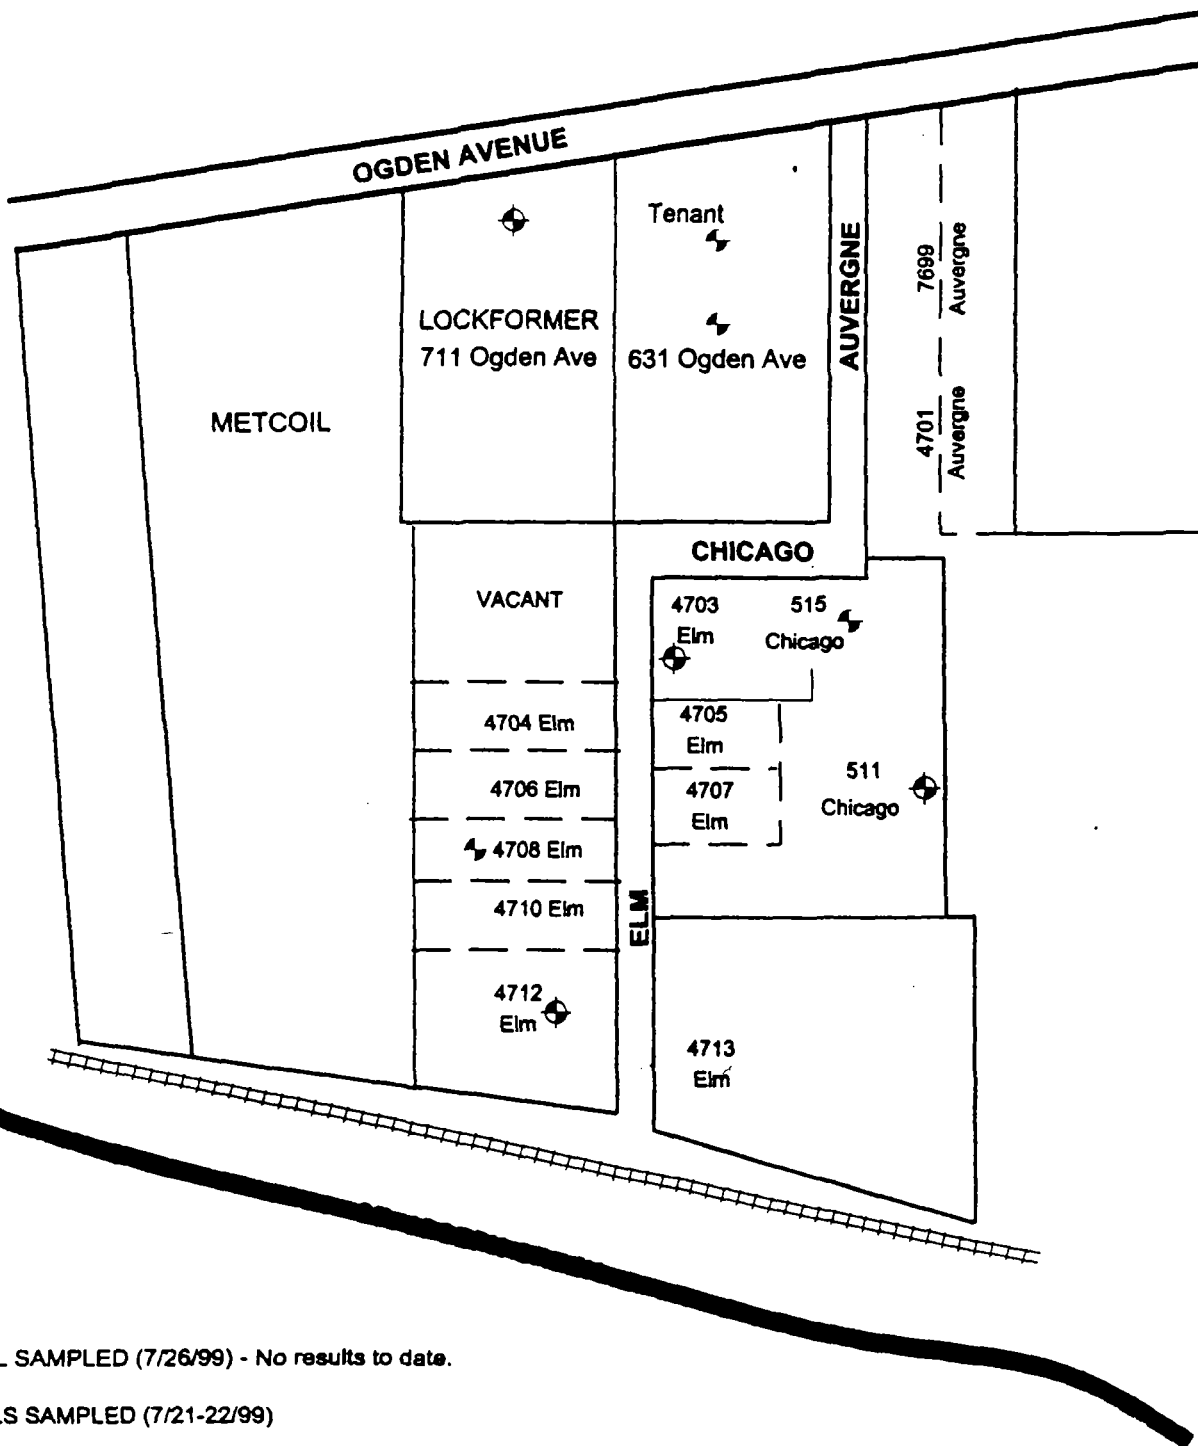 OGDEN AVENUE
Tenant
LOCKFORMER
711 Ogden Ave
631 Ogden Ave
AUVERGNE
7699
Auvergne
4701
Auvergne
METCOIL
CHICAGO
VACANT
4703
Elm
515
Chicago
4704 Elm
4705
Elm
4706 Elm
4707
Elm
511
Chicago
4708 Elm
4710 Elm
ELM
4712
Elm
4713
Elm
SAMPLED (7/26/99) - No results to date.
SAMPLED (7/21-22/99)